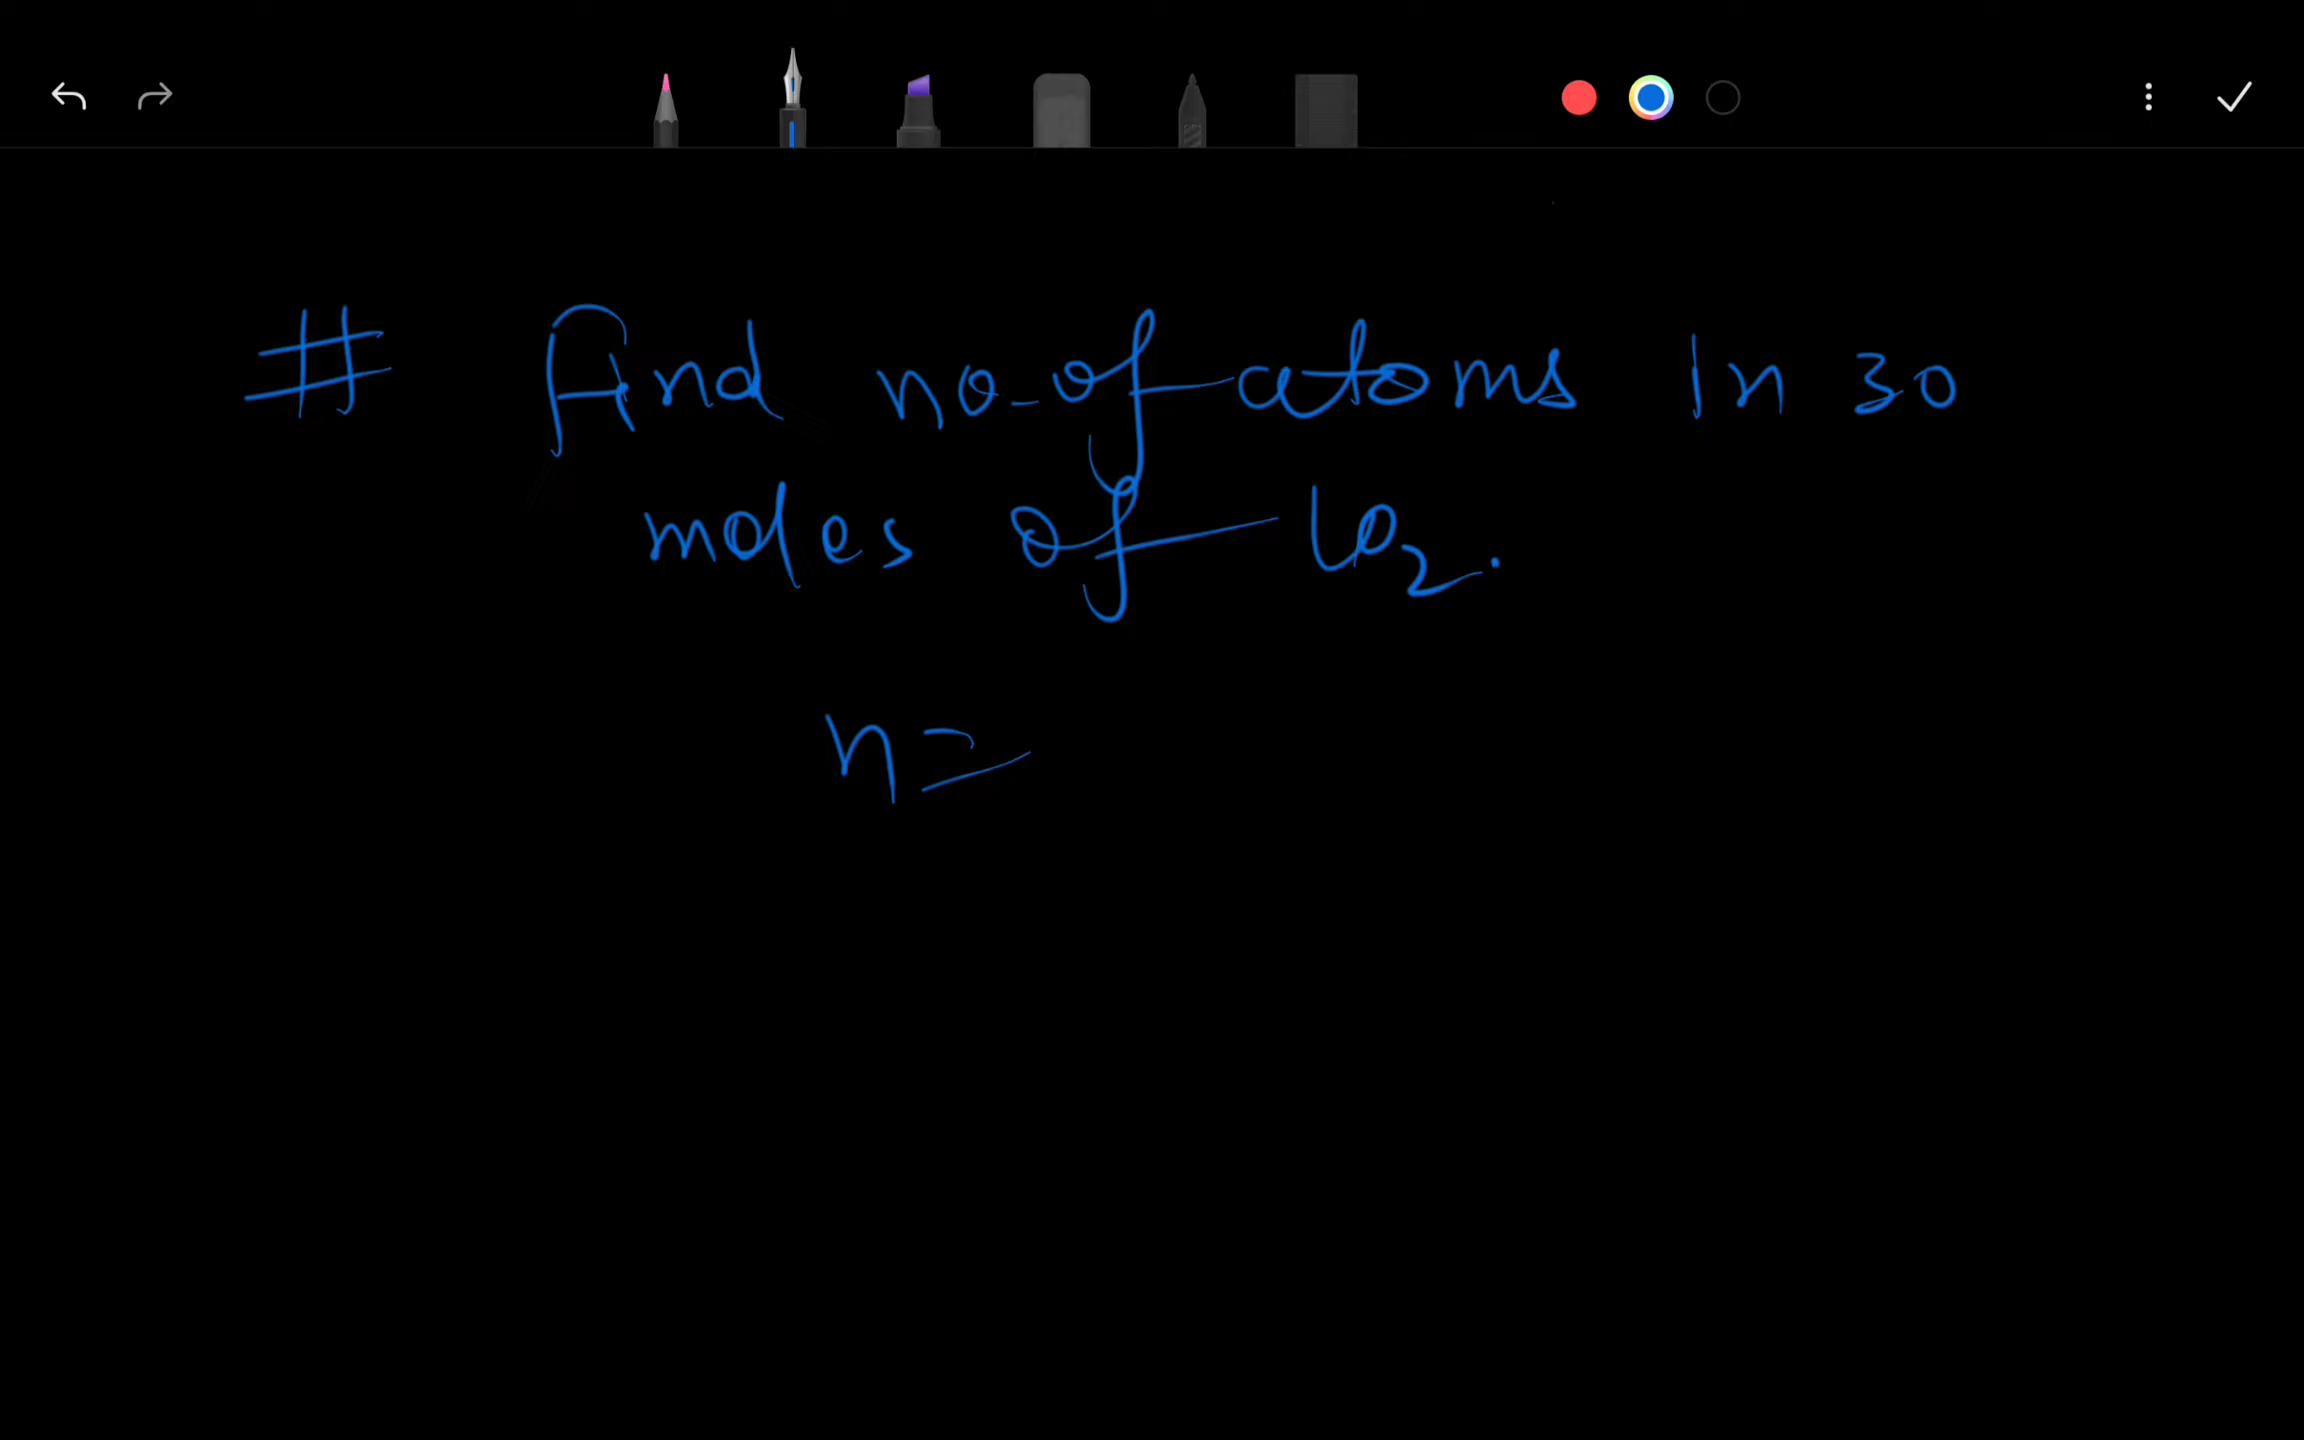 # Find no. of atoms in 30
moles of CO₂.
n=